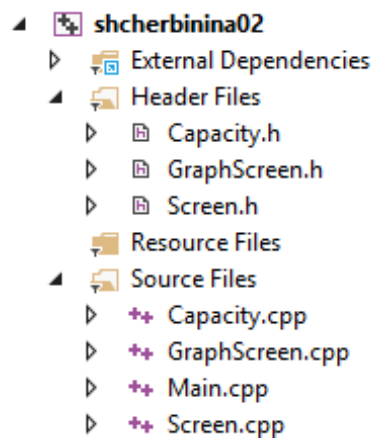 shcherbinina02
External Dependencies
Header Files
Capacity.h
GraphScreen.h
Screen.h
Resource Files
Source Files
Capacity.cpp
GraphScreen.cpp
Main.cpp
Screen.cpp